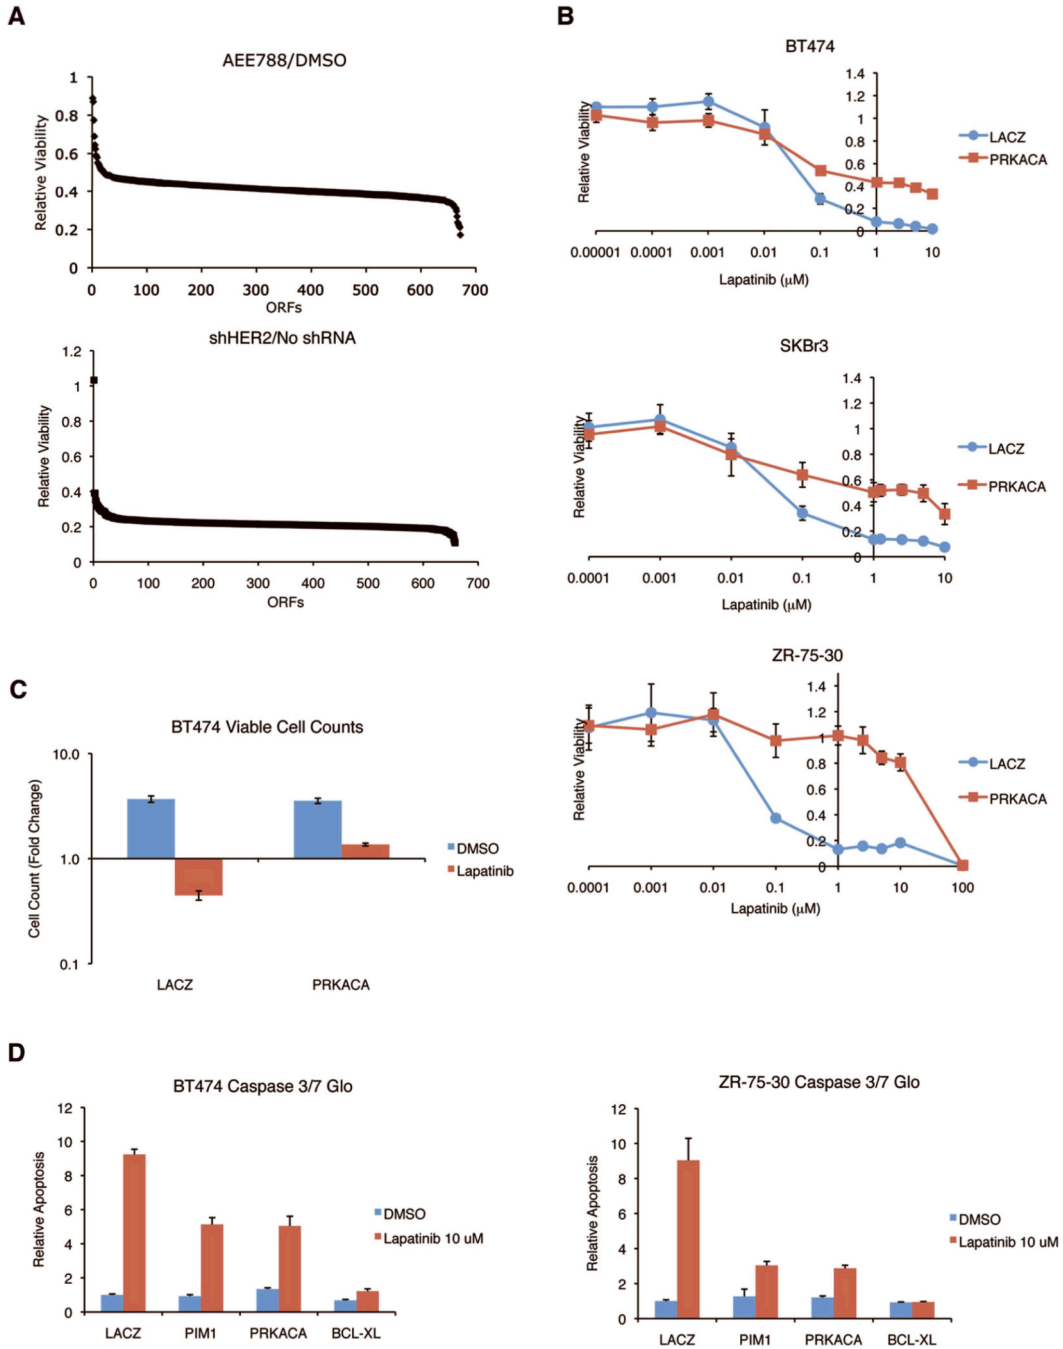 A
AEE788/DMSO
Relative Viability
1
0.8
0.6
0.4
0.2
0
0 100 200 300 400 500 600 700
ORFs
shHER2/No shRNA
Relative Viability
1.2
1
0.8
0.6
0.4
0.2
0
0 100 200 300 400 500 600 700
ORFs
B
BT474
Relative Viability
1.4
1.2
1
0.8
0.6
0.4
0.2
0
0.00001 0.0001 0.001 0.01 0.1 1 10
Lapatinib (μM)
LACZ
PRKACA
SKBr3
Relative Viability
1.4
1.2
1
0.8
0.6
0.4
0.2
0
0.0001 0.001 0.01 0.1 1 10
Lapatinib (μM)
LACZ
PRKACA
ZR-75-30
Relative Viability
1.4
1.2
1
0.8
0.6
0.4
0.2
0
0.0001 0.001 0.01 0.1 1 10 100
Lapatinib (μM)
LACZ
PRKACA
C
BT474 Viable Cell Counts
Cell Count (Fold Change)
10.0
1.0
0.1
LACZ PRKACA
DMSO
Lapatinib
D
BT474 Caspase 3/7 Glo
Relative Apoptosis
12
10
8
6
4
2
0
LACZ PIM1 PRKACA BCL-XL
DMSO
Lapatinib 10 uM
ZR-75-30 Caspase 3/7 Glo
Relative Apoptosis
12
10
8
6
4
2
0
LACZ PIM1 PRKACA BCL-XL
DMSO
Lapatinib 10 uM